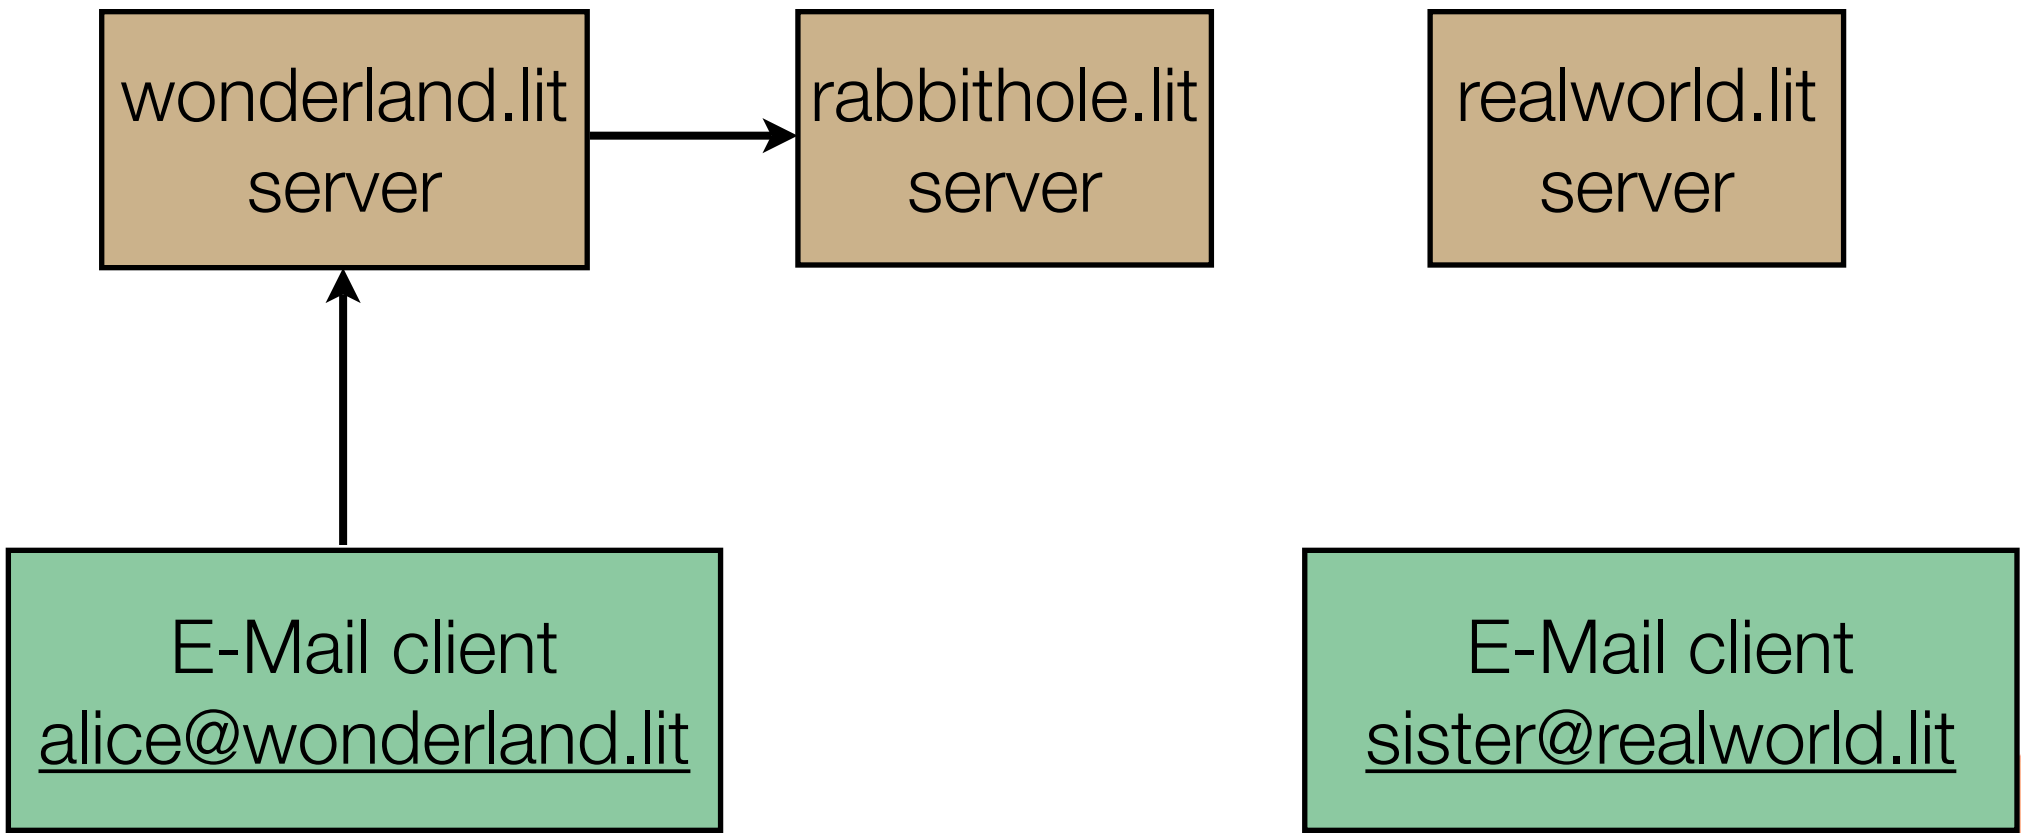 wonderland.lit
server
rabbithole.lit
server
realworld.lit
server
E-Mail client
alice@wonderland.lit
E-Mail client
sister@realworld.lit